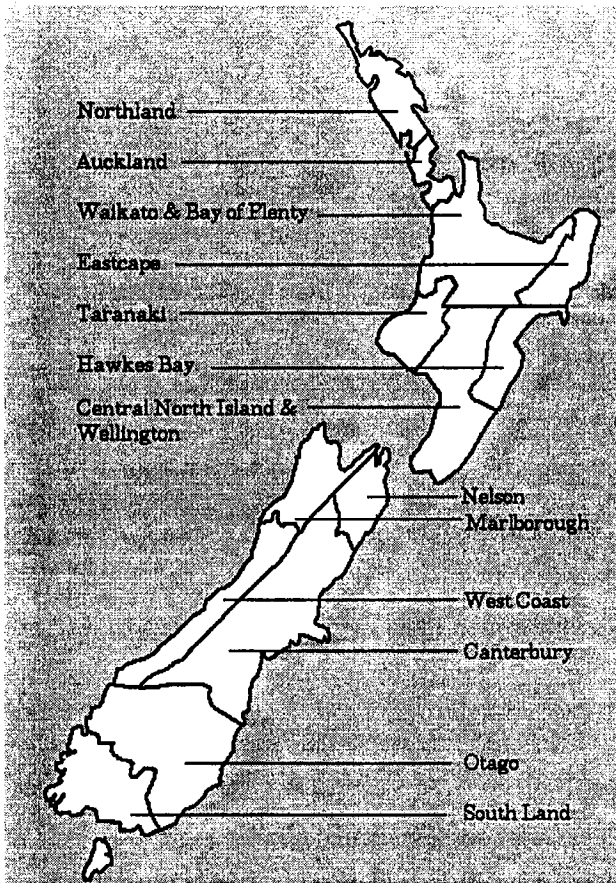 Northland
Auckland
Waikato & Bay of Plenty
Eastcape
Taranaki
Hawkes Bay
Central North Island &
Wellington
Nelson
Marlborough
West Coast
Canterbury
Otago
South Land